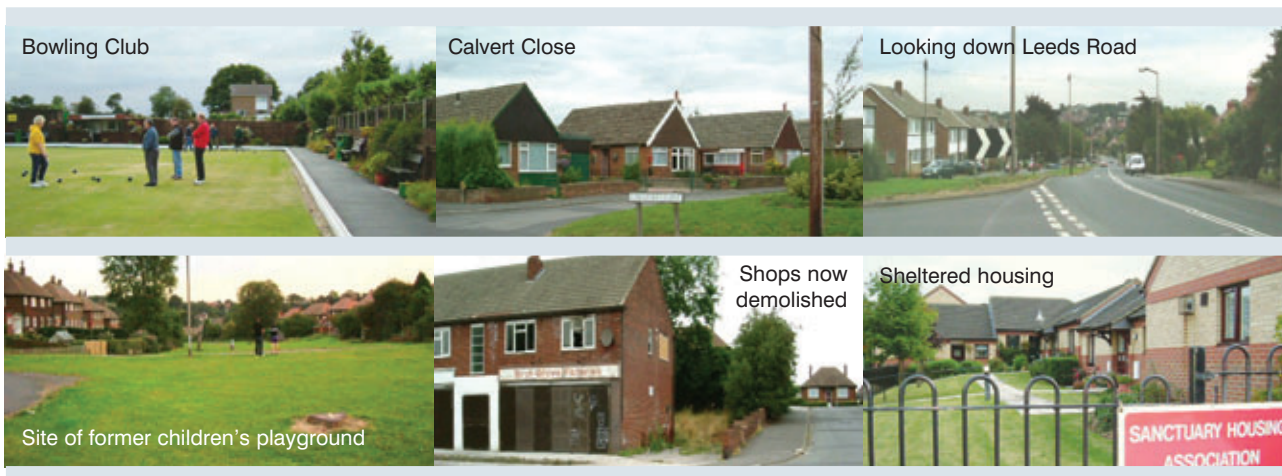 Bowling Club
Calvert Close
Looking down Leeds Road
Site of former children's playground
Shops now
demolished
Sheltered housing
SANCTUARY HOUSING
ASSOCIATION